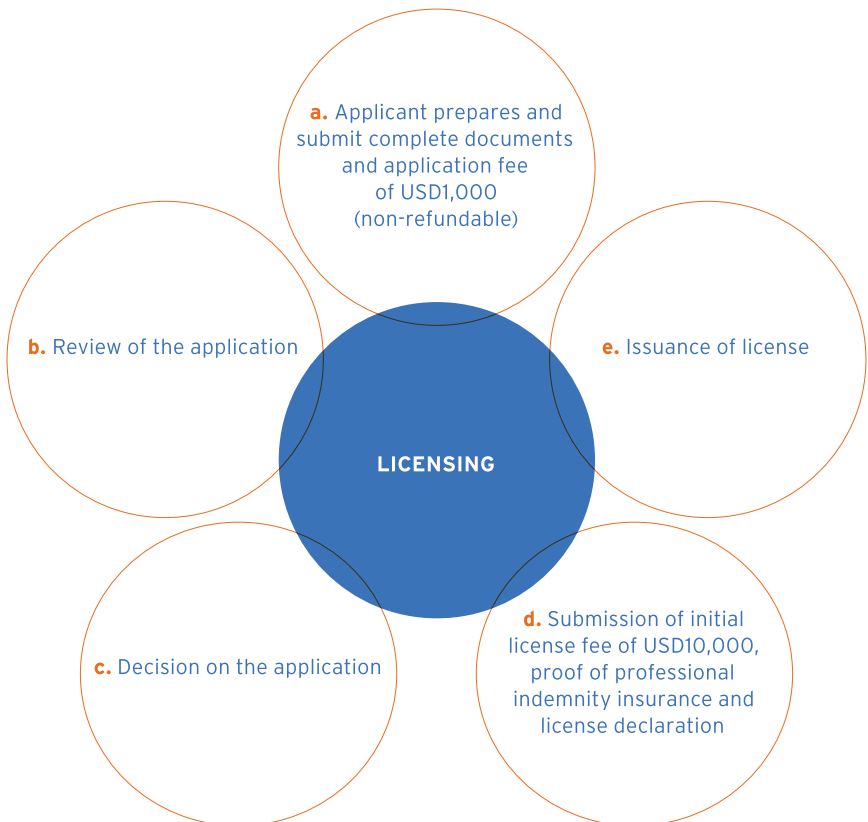 a. Applicant prepares and
submit complete documents
and application fee
of USD1,000
(non-refundable)
b. Review of the application
e. Issuance of license
LICENSING
c. Decision on the application
d. Submission of initial
license fee of USD10,000,
proof of professional
indemnity insurance and
license declaration